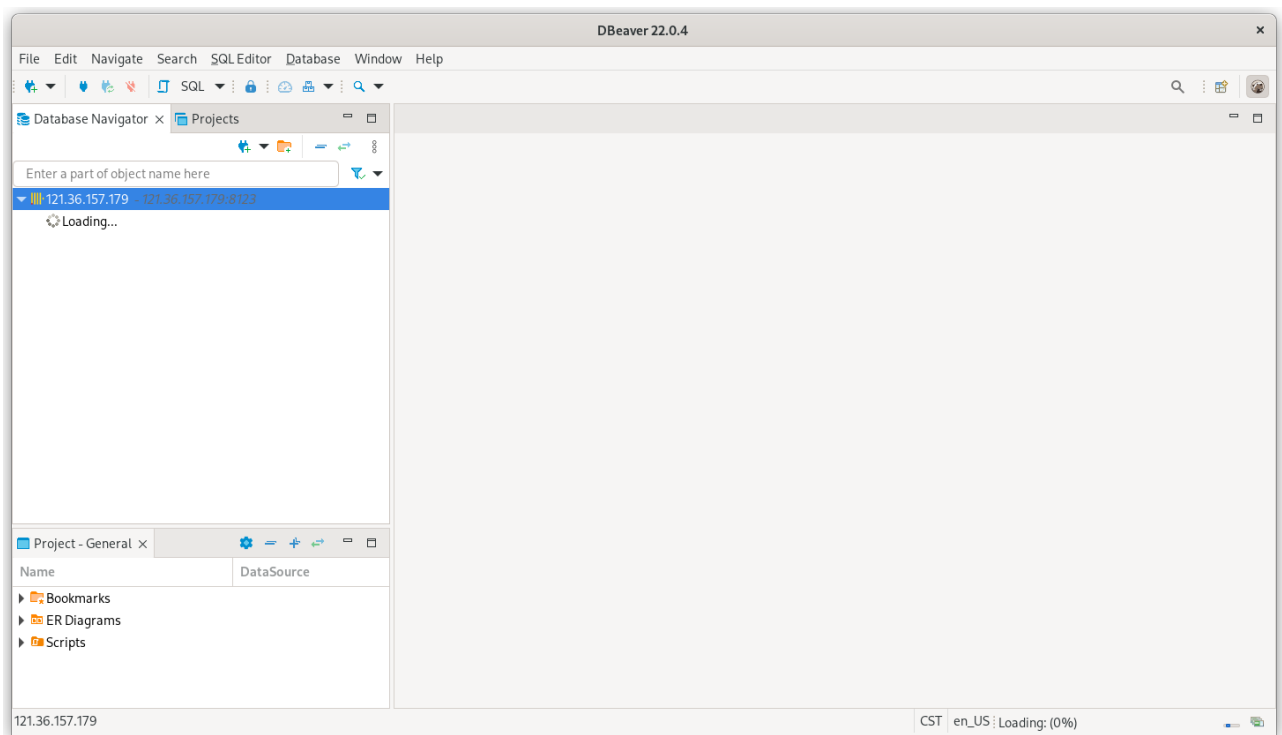 DBeaver 22.0.4
File Edit Navigate Search SQL Editor Database Window Help
SQL
Database Navigator Projects
Enter a part of object name here
121.36.157.179 - 121.36.157.179:8123
Loading...
Project - General
Name DataSource
Bookmarks
ER Diagrams
Scripts
121.36.157.179 CST en_US Loading: (0%)